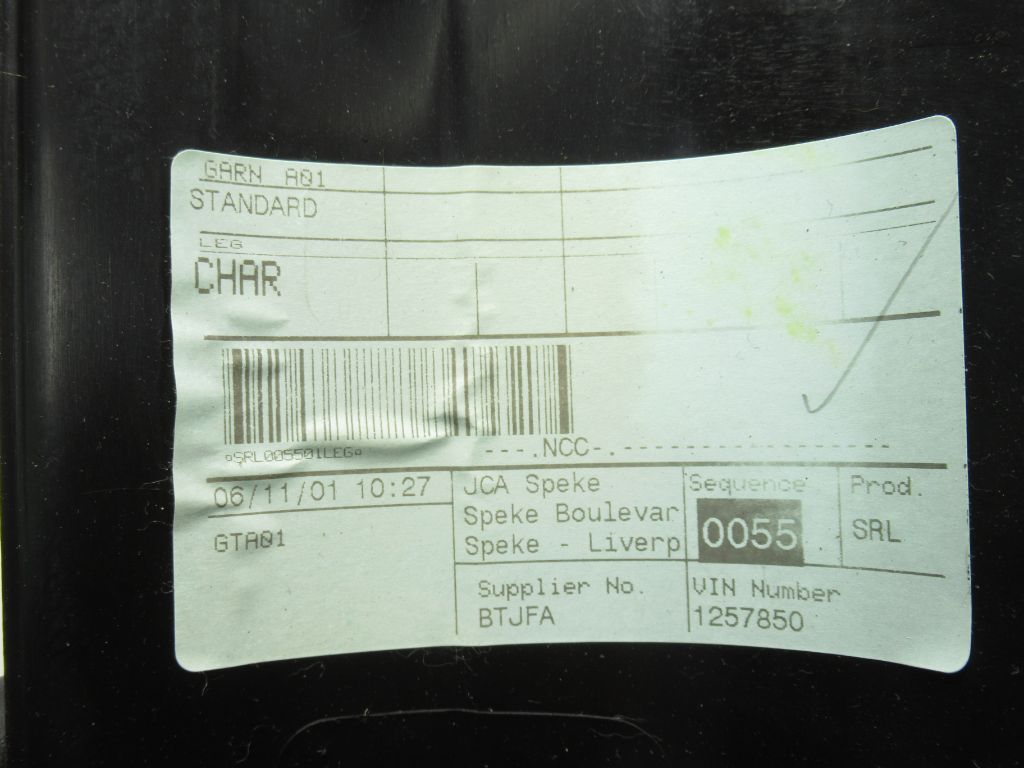 GARN A01
STANDARD
LEG
CHAR
¤SRL005501LEG¤
---.NCC-.-----------------
06/11/01 10:27
GTA01
JCA Speke
Speke Boulevar
Speke - Liverp
Sequence
0055
Prod.
SRL
Supplier No.
BTJFA
VIN Number
1257850